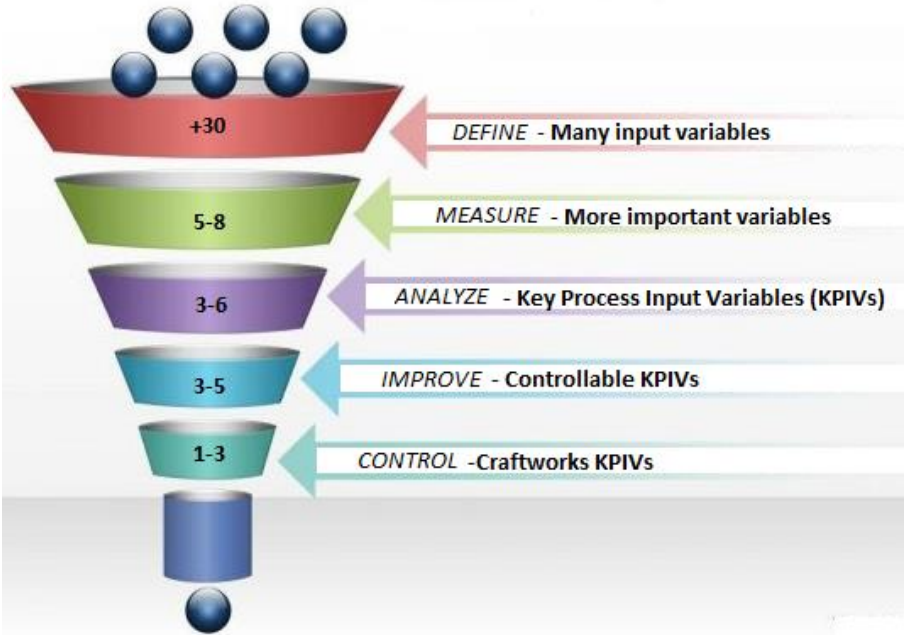 +30
DEFINE - Many input variables
5-8
MEASURE - More important variables
3-6
ANALYZE - Key Process Input Variables (KPIVs)
3-5
IMPROVE - Controllable KPIVs
1-3
CONTROL -Craftworks KPIVs